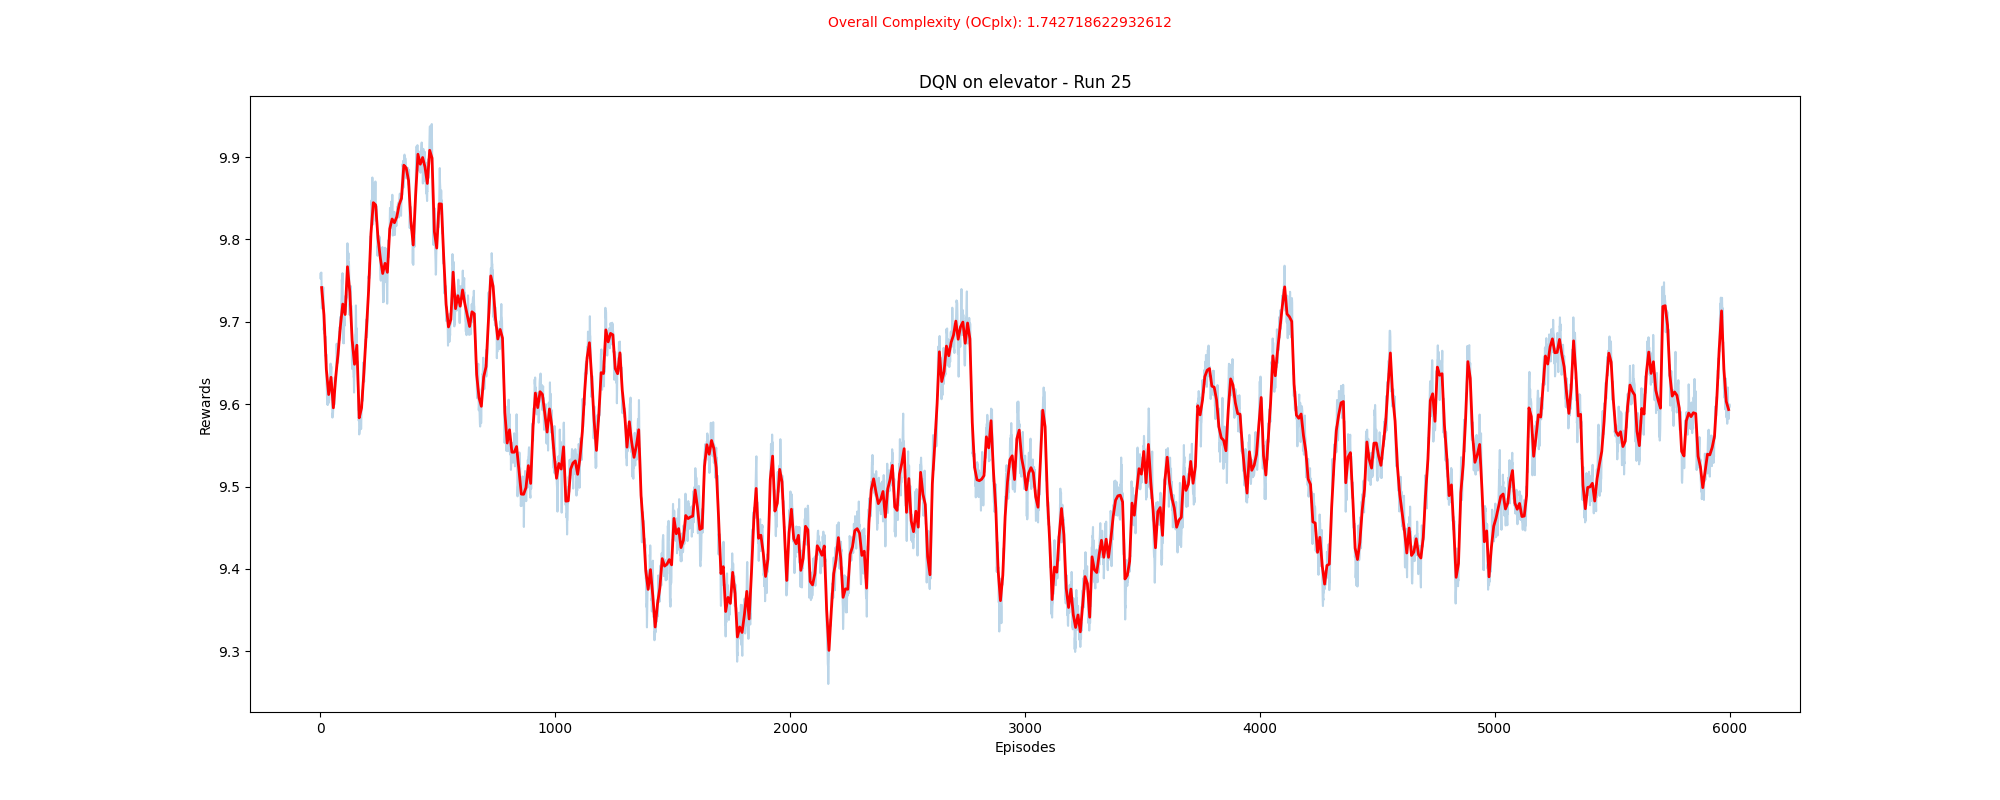 Overall Complexity (OCplx): 1.742718622932612
DQN on elevator - Run 25
9.9
9.8
9.7
9.6
9.5
9.4
9.3
Rewards
0 1000 2000 3000 4000 5000 6000
Episodes